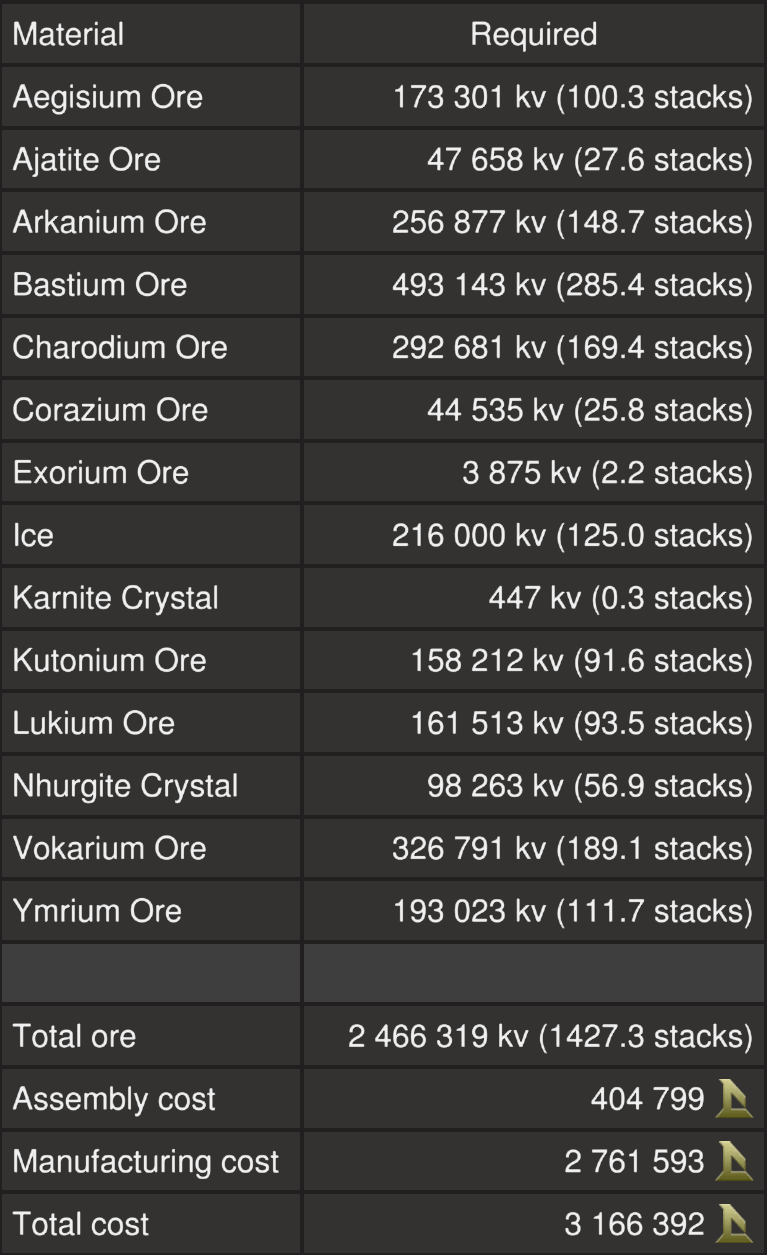 Material Required
Aegisium Ore 173 301 kv (100.3 stacks)
Ajatite Ore 47 658 kv (27.6 stacks)
Arkanium Ore 256 877 kv (148.7 stacks)
Bastium Ore 493 143 kv (285.4 stacks)
Charodium Ore 292 681 kv (169.4 stacks)
Corazium Ore 44 535 kv (25.8 stacks)
Exorium Ore 3 875 kv (2.2 stacks)
Ice 216 000 kv (125.0 stacks)
Karnite Crystal 447 kv (0.3 stacks)
Kutonium Ore 158 212 kv (91.6 stacks)
Lukium Ore 161 513 kv (93.5 stacks)
Nhurgite Crystal 98 263 kv (56.9 stacks)
Vokarium Ore 326 791 kv (189.1 stacks)
Ymrium Ore 193 023 kv (111.7 stacks)
Total ore 2 466 319 kv (1427.3 stacks)
Assembly cost 404 799
Manufacturing cost 2 761 593
Total cost 3 166 392